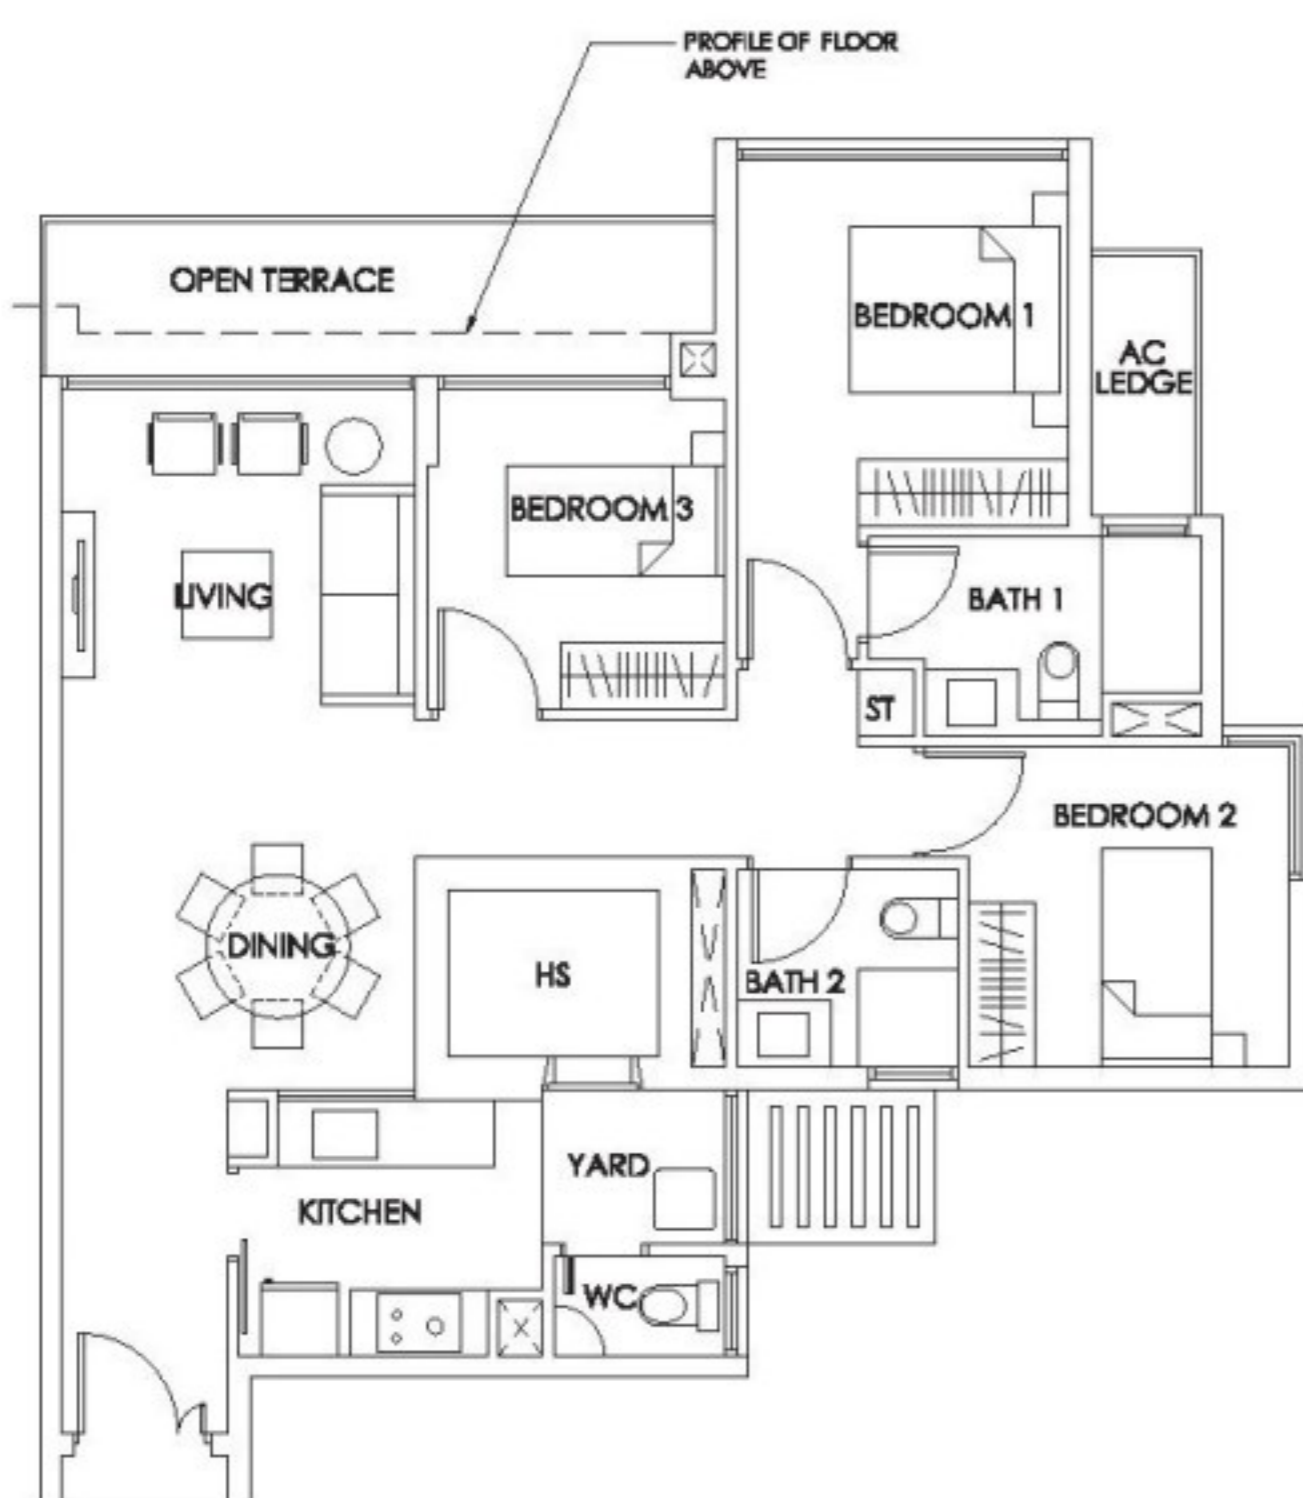 PROFILE OF FLOOR
ABOVE
OPEN TERRACE
BEDROOM 1
AC
LEDGE
BEDROOM 3
LIVING
BATH 1
ST
BEDROOM 2
DINING
HS
BATH 2
YARD
KITCHEN
WC